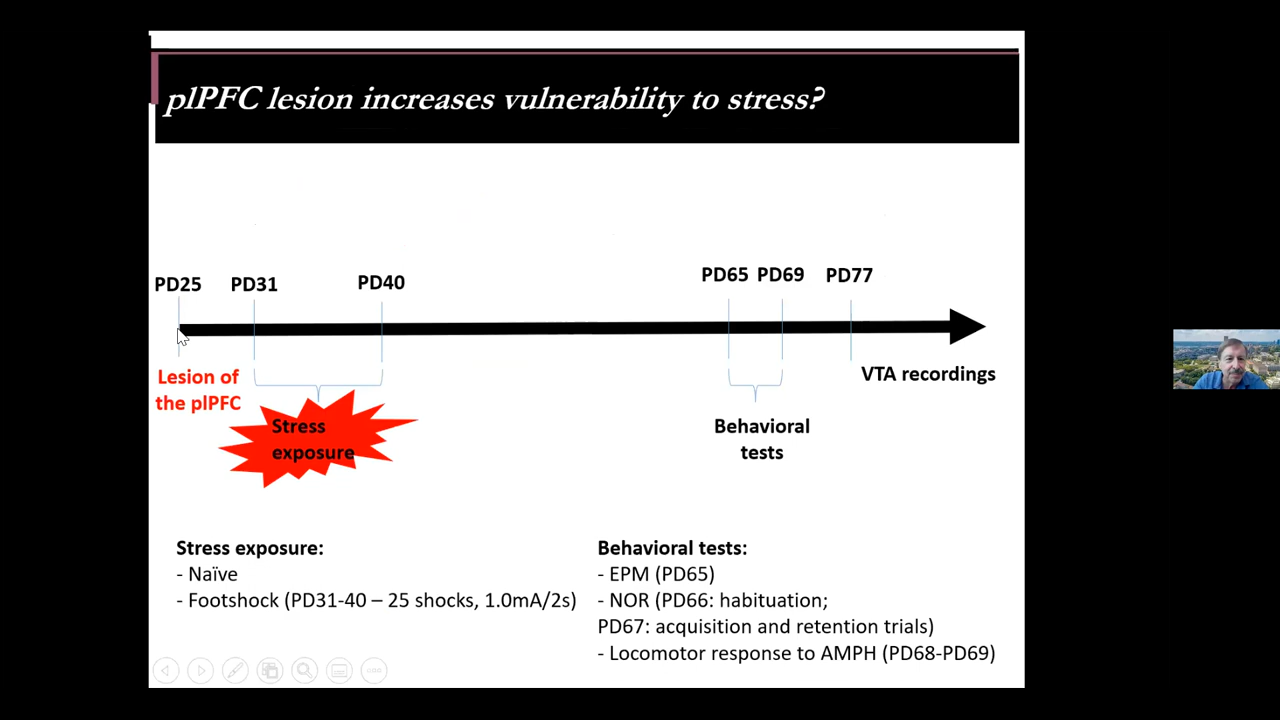 plPFC lesion increases vulnerability to stress?
PD25 PD31 PD40 PD65 PD69 PD77
Lesion of
the plPFC
Stress
exposure
Behavioral
tests
VTA recordings
Stress exposure:
- Naïve
- Footshock (PD31-40 – 25 shocks, 1.0mA/2s)
Behavioral tests:
- EPM (PD65)
- NOR (PD66: habituation;
PD67: acquisition and retention trials)
- Locomotor response to AMPH (PD68-PD69)